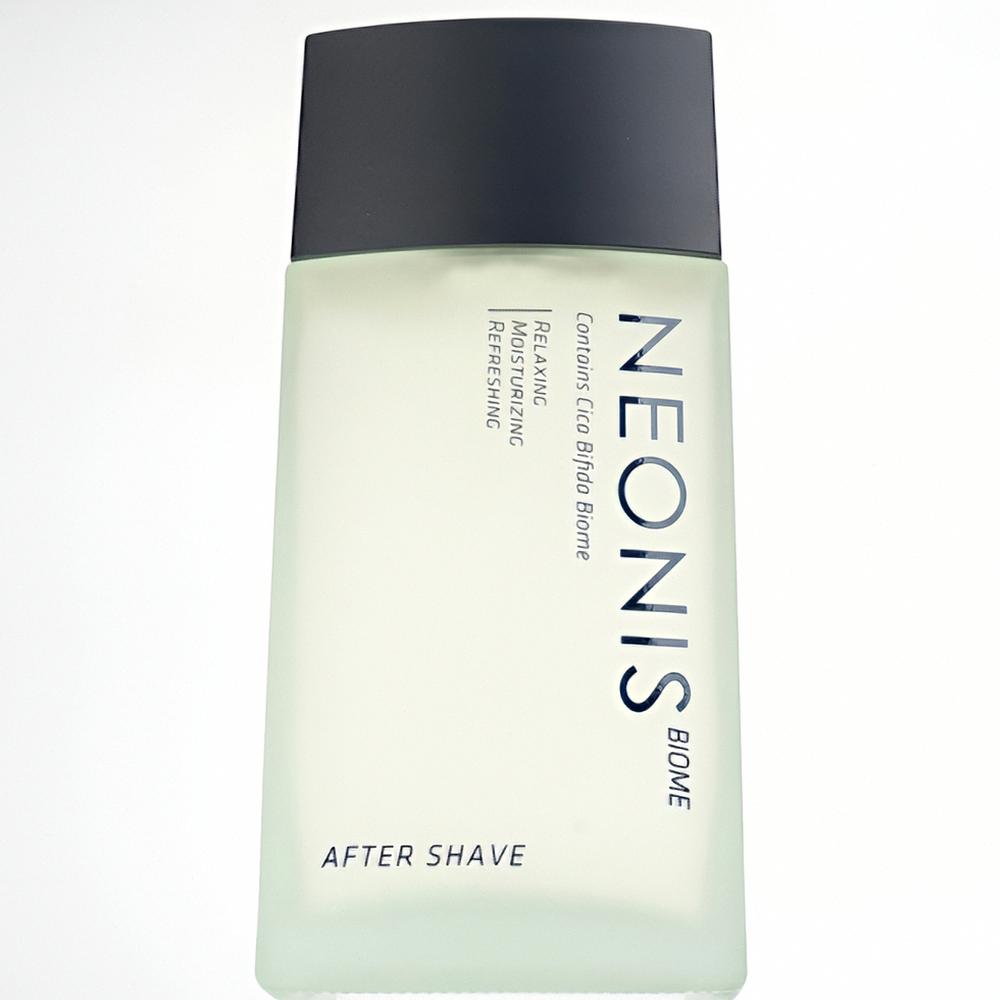 NEONIS BIOME
Contains Cica Bifida Biome
RELAXING
MOISTURIZING
REFRESHING
AFTER SHAVE